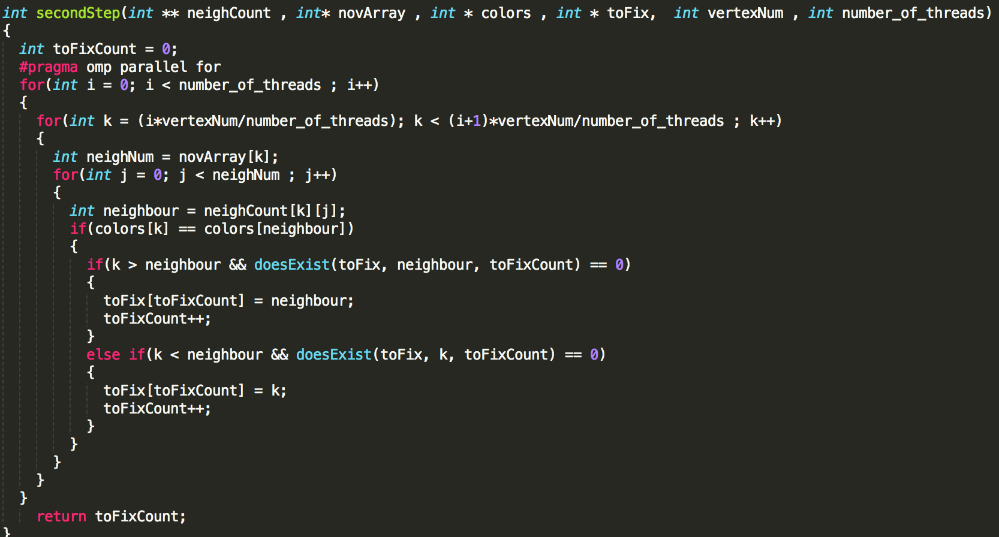 int secondStep(int ** neighCount , int* novArray , int * colors , int * toFix,  int vertexNum , int number_of_threads)
{
  int toFixCount = 0;
  #pragma omp parallel for
  for(int i = 0; i < number_of_threads ; i++)
  {
    for(int k = (i*vertexNum/number_of_threads); k < (i+1)*vertexNum/number_of_threads ; k++)
    {
      int neighNum = novArray[k];
      for(int j = 0; j < neighNum ; j++)
      {
        int neighbour = neighCount[k][j];
        if(colors[k] == colors[neighbour])
        {
          if(k > neighbour && doesExist(toFix, neighbour, toFixCount) == 0)
          {
            toFix[toFixCount] = neighbour;
            toFixCount++;
          }
          else if(k < neighbour && doesExist(toFix, k, toFixCount) == 0)
          {
            toFix[toFixCount] = k;
            toFixCount++;
          }
        }
      }
    }
  }
    return toFixCount;
}